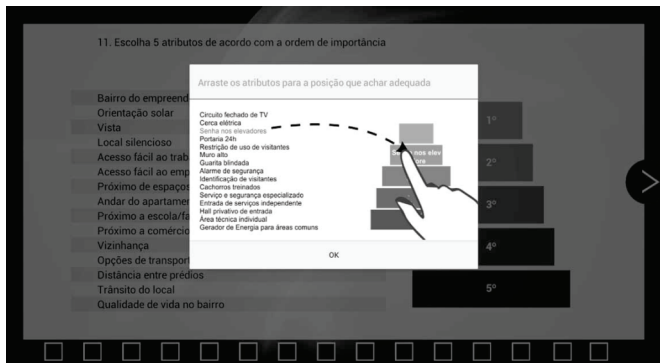 11. Escolha 5 atributos de acordo com a ordem de importância
Arraste os atributos para a posição que achar adequada
Circuito fechado de TV
Cerca elétrica
Senha nos elevadores
Portaria 24h
Restrição de uso de visitantes
Muro alto
Guarita blindada
Alarme de segurança
Identificação de visitantes
Cachorros treinados
Serviço e segurança especializado
Entrada de serviços independente
Hall privativo de entrada
Área técnica individual
Gerador de Energia para áreas comuns
nos elev
OK
Bairro do empreend
Orientação solar
Vista
Local silencioso
Acesso fácil ao trab
Acesso fácil ao emp
Próximo de espaços
Andar do apartamen
Próximo a escola/fa
Próximo a comércio
Vizinhança
Opções de transport
Distância entre prédios
Trânsito do local
Qualidade de vida no bairro
1º
2º
3º
4º
5º